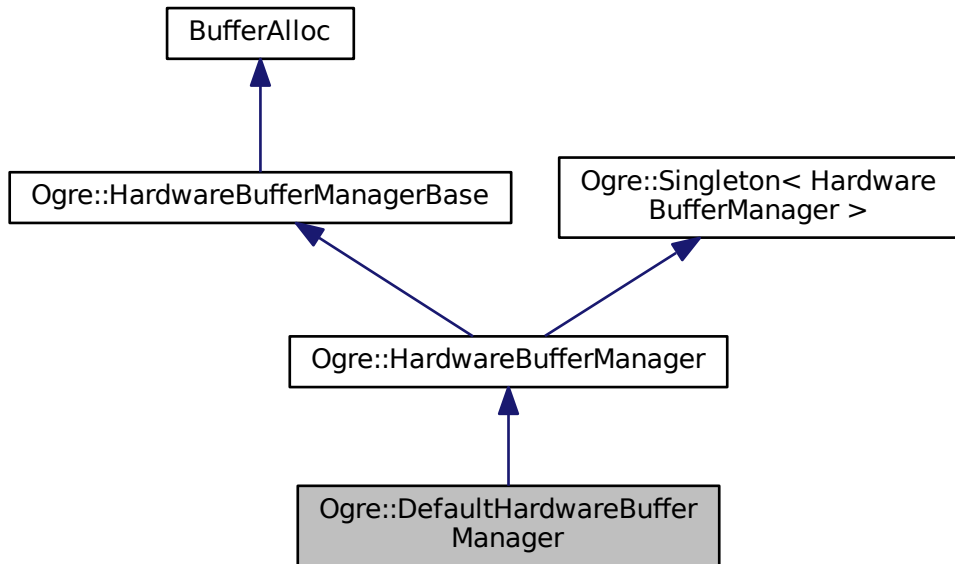 BufferAlloc
Ogre::HardwareBufferManagerBase
Ogre::Singleton< Hardware
BufferManager >
Ogre::HardwareBufferManager
Ogre::DefaultHardwareBuffer
Manager